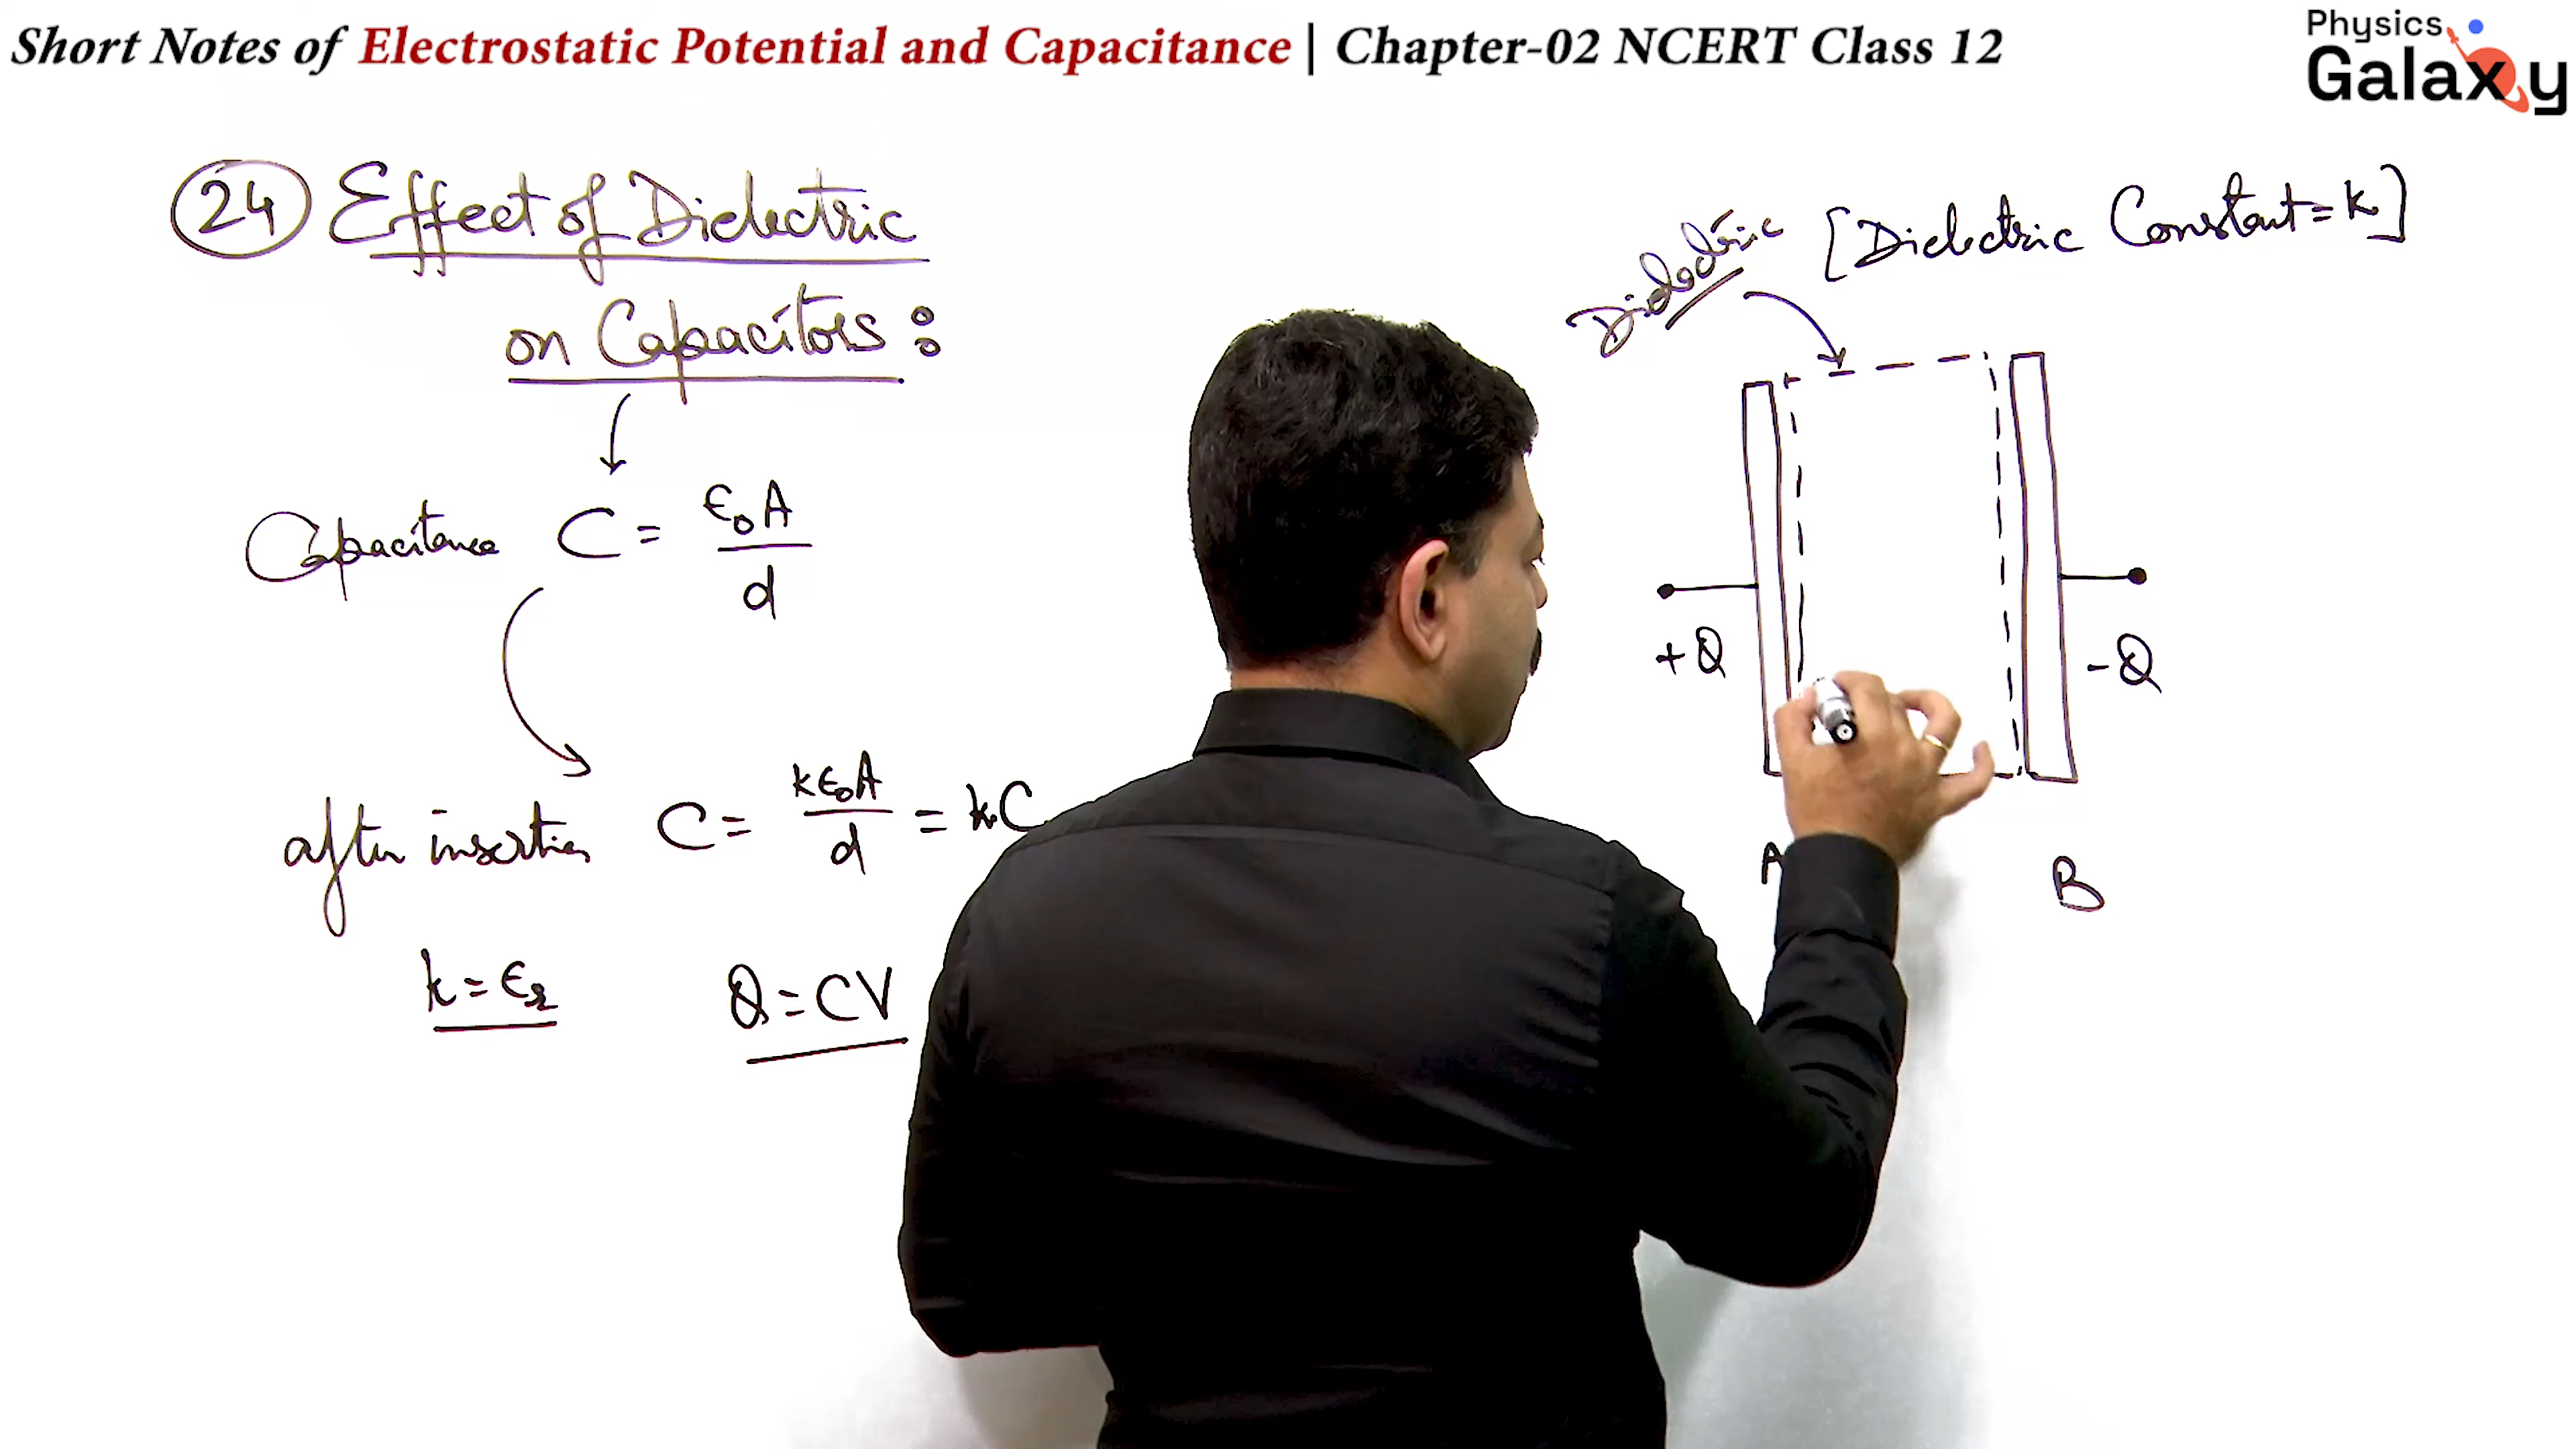 Short Notes of Electrostatic Potential and Capacitance | Chapter-02 NCERT Class 12
Physics
Galaxy
24 Effect of Dielectric
on Capacitors :
Capacitance C = ε₀A / d
after insertion C = kε₀A / d = kC
k = εr
Q = CV
Dielectric [Dielectric Constant = k]
+Q
-Q
A
B